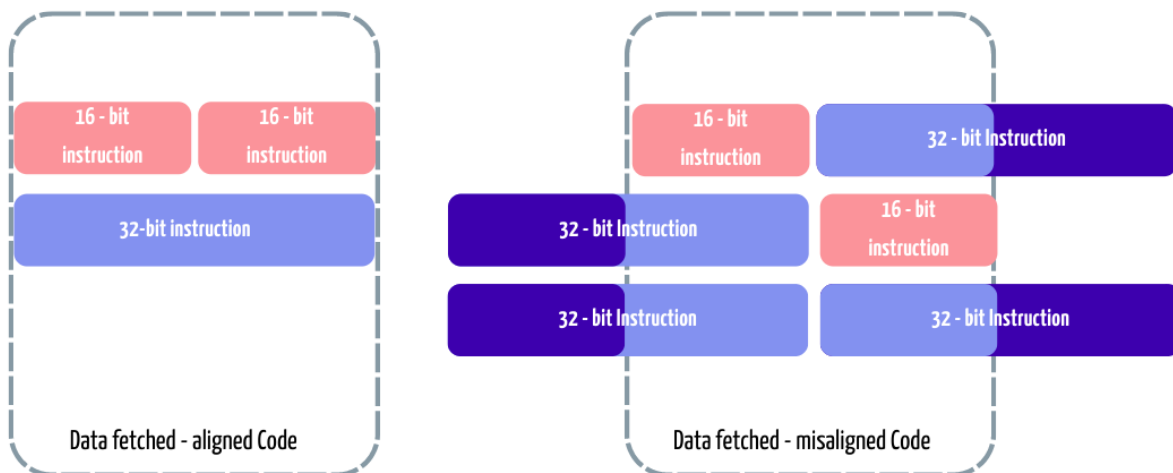 16 - bit
instruction
16 - bit
instruction
32-bit instruction
Data fetched - aligned Code
16 - bit
instruction
32 - bit Instruction
32 - bit Instruction
16 - bit
instruction
32 - bit Instruction
32 - bit Instruction
Data fetched - misaligned Code